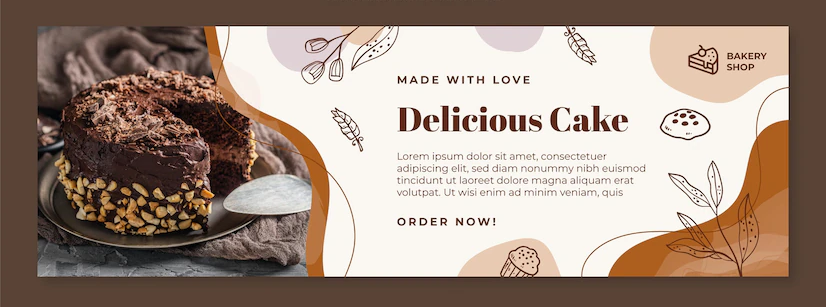 MADE WITH LOVE
BAKERY
SHOP
Delicious Cake
Lorem ipsum dolor sit amet, consectetuer
adipiscing elit, sed diam nonummy nibh euismod
tincidunt ut laoreet dolore magna aliquam erat
volutpat. Ut wisi enim ad minim veniam, quis
ORDER NOW!